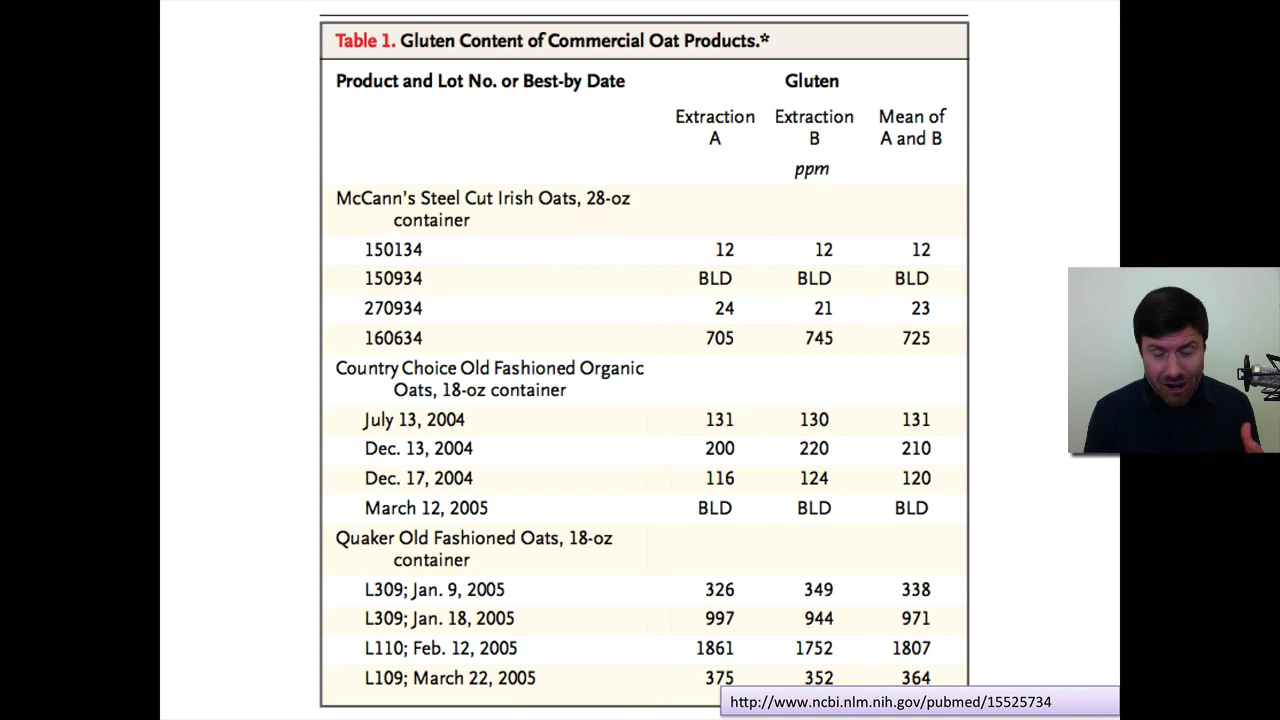 Table 1. Gluten Content of Commercial Oat Products.*
Product and Lot No. or Best-by Date Gluten
Extraction A Extraction B Mean of A and B
ppm
McCann's Steel Cut Irish Oats, 28-oz
container
150134 12 12 12
150934 BLD BLD BLD
270934 24 21 23
160634 705 745 725
Country Choice Old Fashioned Organic
Oats, 18-oz container
July 13, 2004 131 130 131
Dec. 13, 2004 200 220 210
Dec. 17, 2004 116 124 120
March 12, 2005 BLD BLD BLD
Quaker Old Fashioned Oats, 18-oz
container
L309; Jan. 9, 2005 326 349 338
L309; Jan. 18, 2005 997 944 971
L110; Feb. 12, 2005 1861 1752 1807
L109; March 22, 2005 375 352 364
http://www.ncbi.nlm.nih.gov/pubmed/15525734